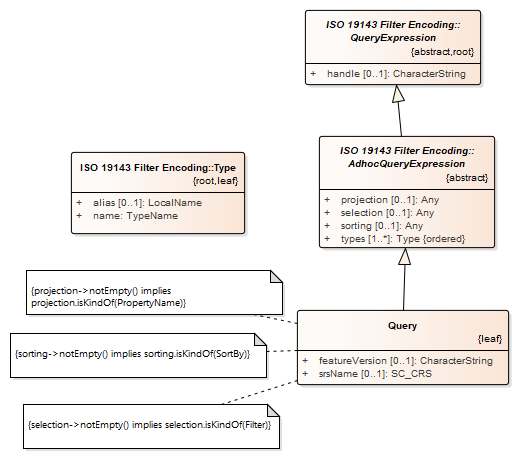 ISO 19143 Filter Encoding::
QueryExpression
{abstract,root}
+ handle [0..1]: CharacterString
ISO 19143 Filter Encoding::
AdhocQueryExpression
{abstract}
+ projection [0..1]: Any
+ selection [0..1]: Any
+ sorting [0..1]: Any
+ types [1..*]: Type {ordered}
ISO 19143 Filter Encoding::Type
{root,leaf}
+ alias [0..1]: LocalName
+ name: TypeName
{projection->notEmpty() implies
projection.isKindOf(PropertyName)}
{sorting->notEmpty() implies sorting.isKindOf(SortBy)}
{selection->notEmpty() implies selection.isKindOf(Filter)}
Query
{leaf}
+ featureVersion [0..1]: CharacterString
+ srsName [0..1]: SC_CRS